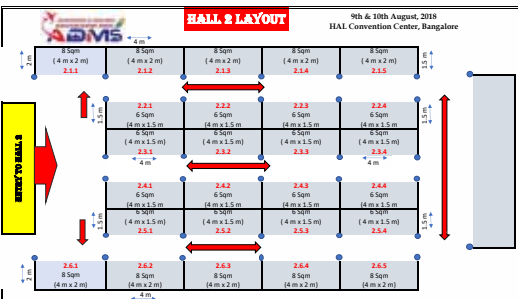 ADMS
HALL 2 LAYOUT
9th & 10th August, 2018
HAL Convention Center, Bangalore
4 m
2 m
8 Sqm 8 Sqm 8 Sqm 8 Sqm 8 Sqm
( 4 m x 2 m) ( 4 m x 2 m) ( 4 m x 2 m) ( 4 m x 2 m) ( 4 m x 2 m)
2.1.1 2.1.2 2.1.3 2.1.4 2.1.5
1.5 m
ENTRY TO HALL 2
1.5 m
2.2.1 2.2.2 2.2.3 2.2.4
6 Sqm 6 Sqm 6 Sqm 6 Sqm
(4 m x 1.5 m (4 m x 1.5 m (4 m x 1.5 m (4 m x 1.5 m)
6 Sqm 6 Sqm 6 Sqm 6 Sqm
( 4 m x 1.5 m) ( 4 m x 1.5 m) ( 4 m x 1.5 m) ( 4 m x 1.5 m)
2.3.1 2.3.2 2.3.3 2.3.4
1.5 m
4 m 4 m
2.4.1 2.4.2 2.4.3 2.4.4
6 Sqm 6 Sqm 6 Sqm 6 Sqm
(4 m x 1.5 m (4 m x 1.5 m (4 m x 1.5 m (4 m x 1.5 m)
6 Sqm 6 Sqm 6 Sqm 6 Sqm
( 4 m x 1.5 m) ( 4 m x 1.5 m) ( 4 m x 1.5 m) ( 4 m x 1.5 m)
2.5.1 2.5.2 2.5.3 2.5.4
1.5 m
1.5 m
2 m
2.6.1 2.6.2 2.6.3 2.6.4 2.6.5
8 Sqm 8 Sqm 8 Sqm 8 Sqm 8 Sqm
(4 m x 2 m) (4 m x 2 m) (4 m x 2 m) (4 m x 2 m) (4 m x 2 m)
4 m